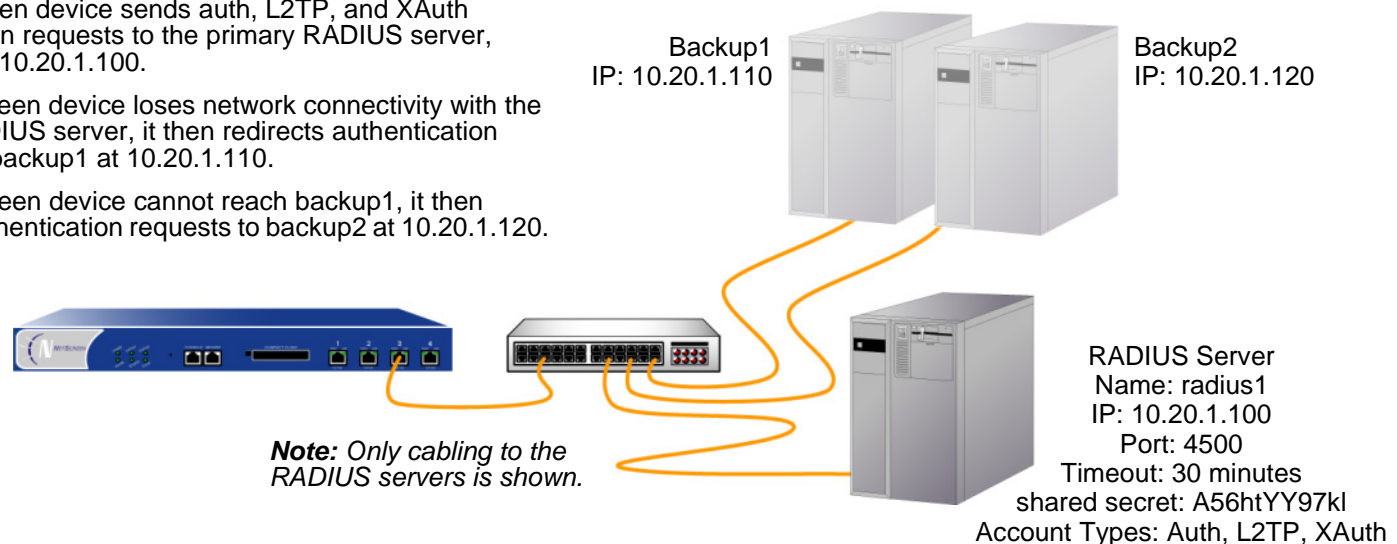 en device sends auth, L2TP, and XAuth
n requests to the primary RADIUS server,
10.20.1.100.
een device loses network connectivity with the
IUS server, it then redirects authentication
backup1 at 10.20.1.110.
een device cannot reach backup1, it then
hentication requests to backup2 at 10.20.1.120.
Backup1
IP: 10.20.1.110
Backup2
IP: 10.20.1.120
NETSCREEN
1 2 3 4
Note: Only cabling to the
RADIUS servers is shown.
RADIUS Server
Name: radius1
IP: 10.20.1.100
Port: 4500
Timeout: 30 minutes
shared secret: A56htYY97kl
Account Types: Auth, L2TP, XAuth